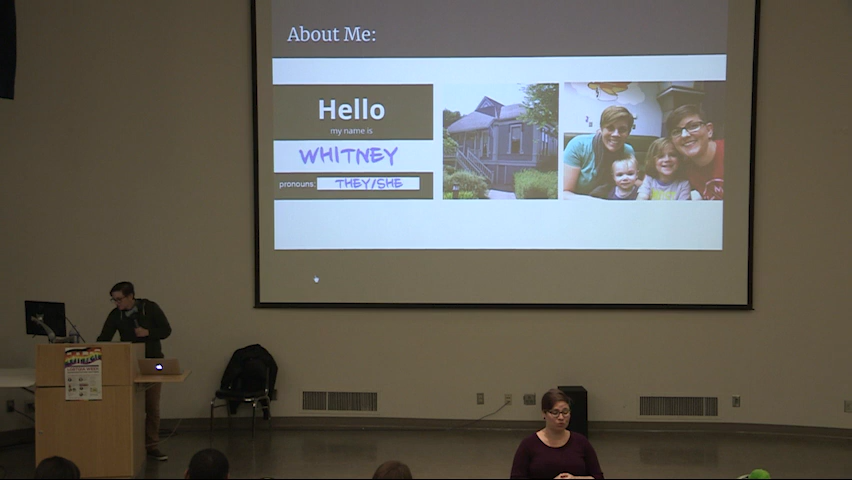 About Me:
Hello
my name is
WHITNEY
pronouns: THEY/SHE